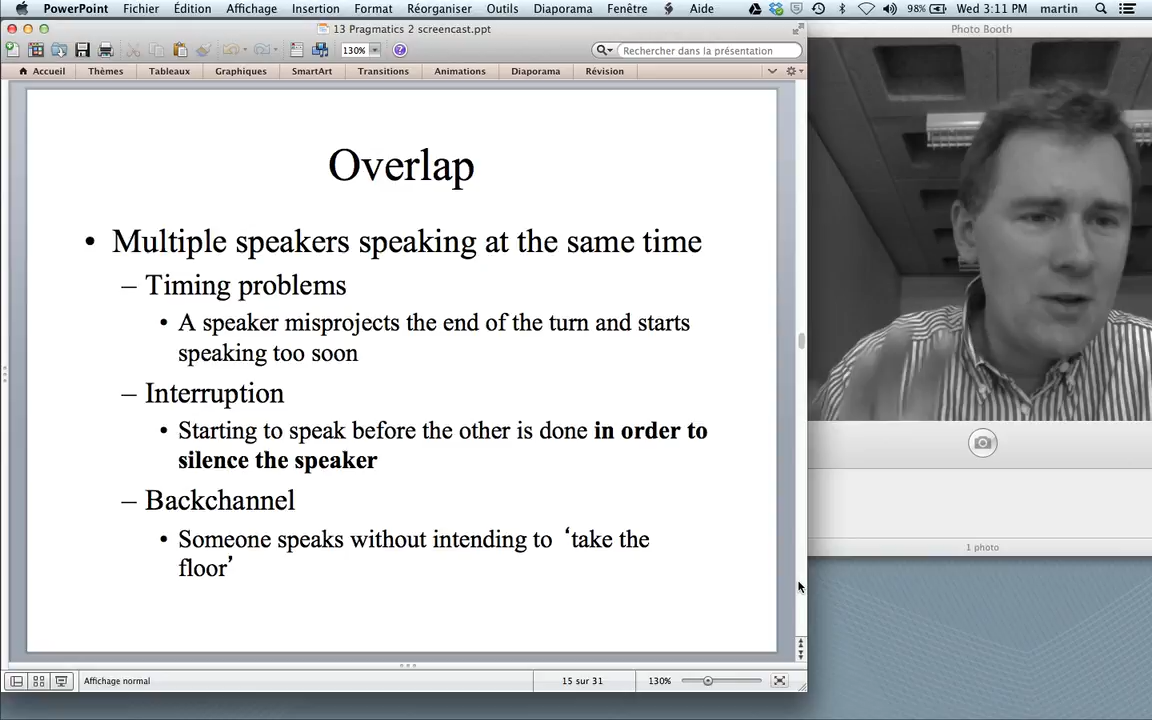 PowerPoint Fichier Édition Affichage Insertion Format Réorganiser Outils Diaporama Fenêtre Aide 98% Wed 3:11 PM martin
13 Pragmatics 2 screencast.ppt
Photo Booth
130% Rechercher dans la présentation
Accueil Thèmes Tableaux Graphiques SmartArt Transitions Animations Diaporama Révision
Overlap
• Multiple speakers speaking at the same time
– Timing problems
• A speaker misprojects the end of the turn and starts
speaking too soon
– Interruption
• Starting to speak before the other is done in order to
silence the speaker
– Backchannel
• Someone speaks without intending to ‘take the
floor’
1 photo
Affichage normal 15 sur 31 130%